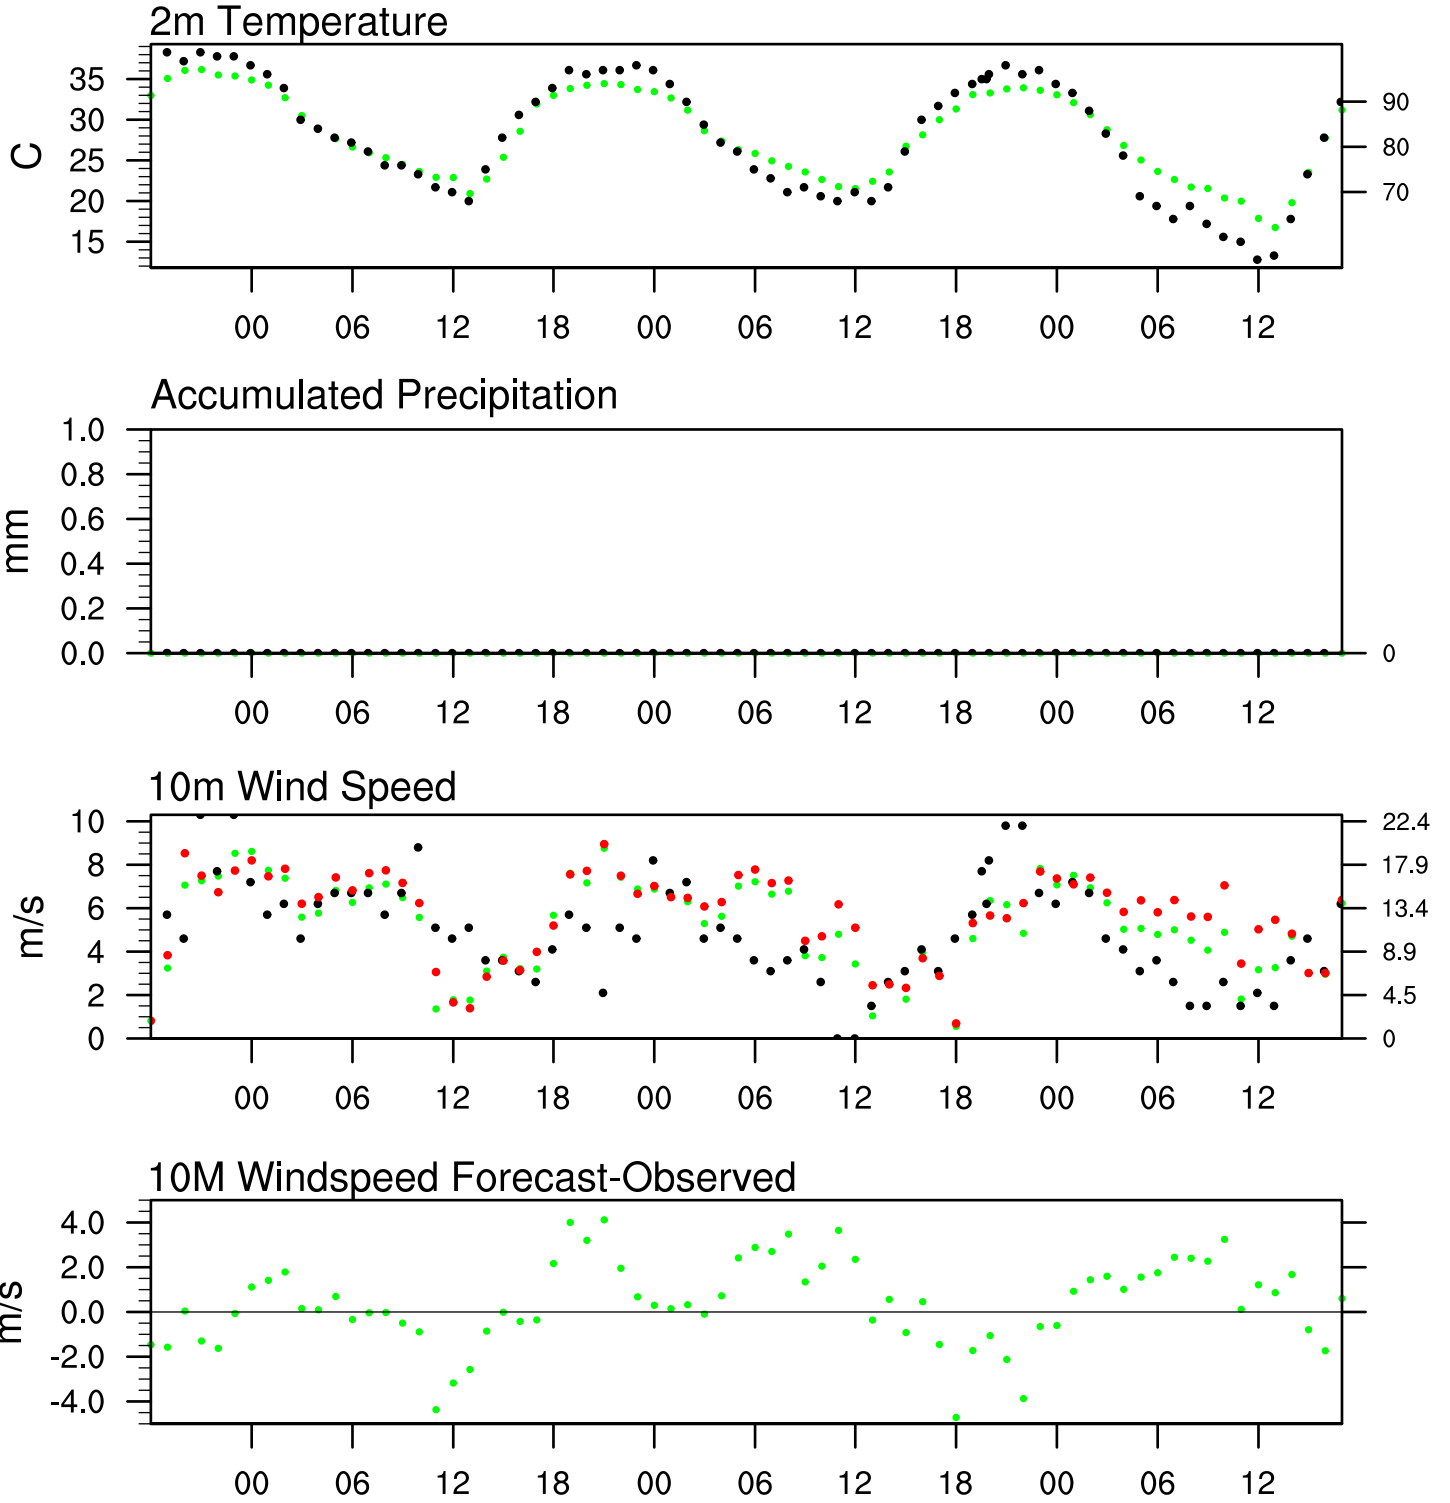 2m Temperature
C
35
30
25
20
15
90
80
70
00 06 12 18 00 06 12 18 00 06 12
Accumulated Precipitation
mm
1.0
0.8
0.6
0.4
0.2
0.0
0
00 06 12 18 00 06 12 18 00 06 12
10m Wind Speed
m/s
10
8
6
4
2
0
22.4
17.9
13.4
8.9
4.5
0
00 06 12 18 00 06 12 18 00 06 12
10M Windspeed Forecast-Observed
m/s
4.0
2.0
0.0
-2.0
-4.0
00 06 12 18 00 06 12 18 00 06 12